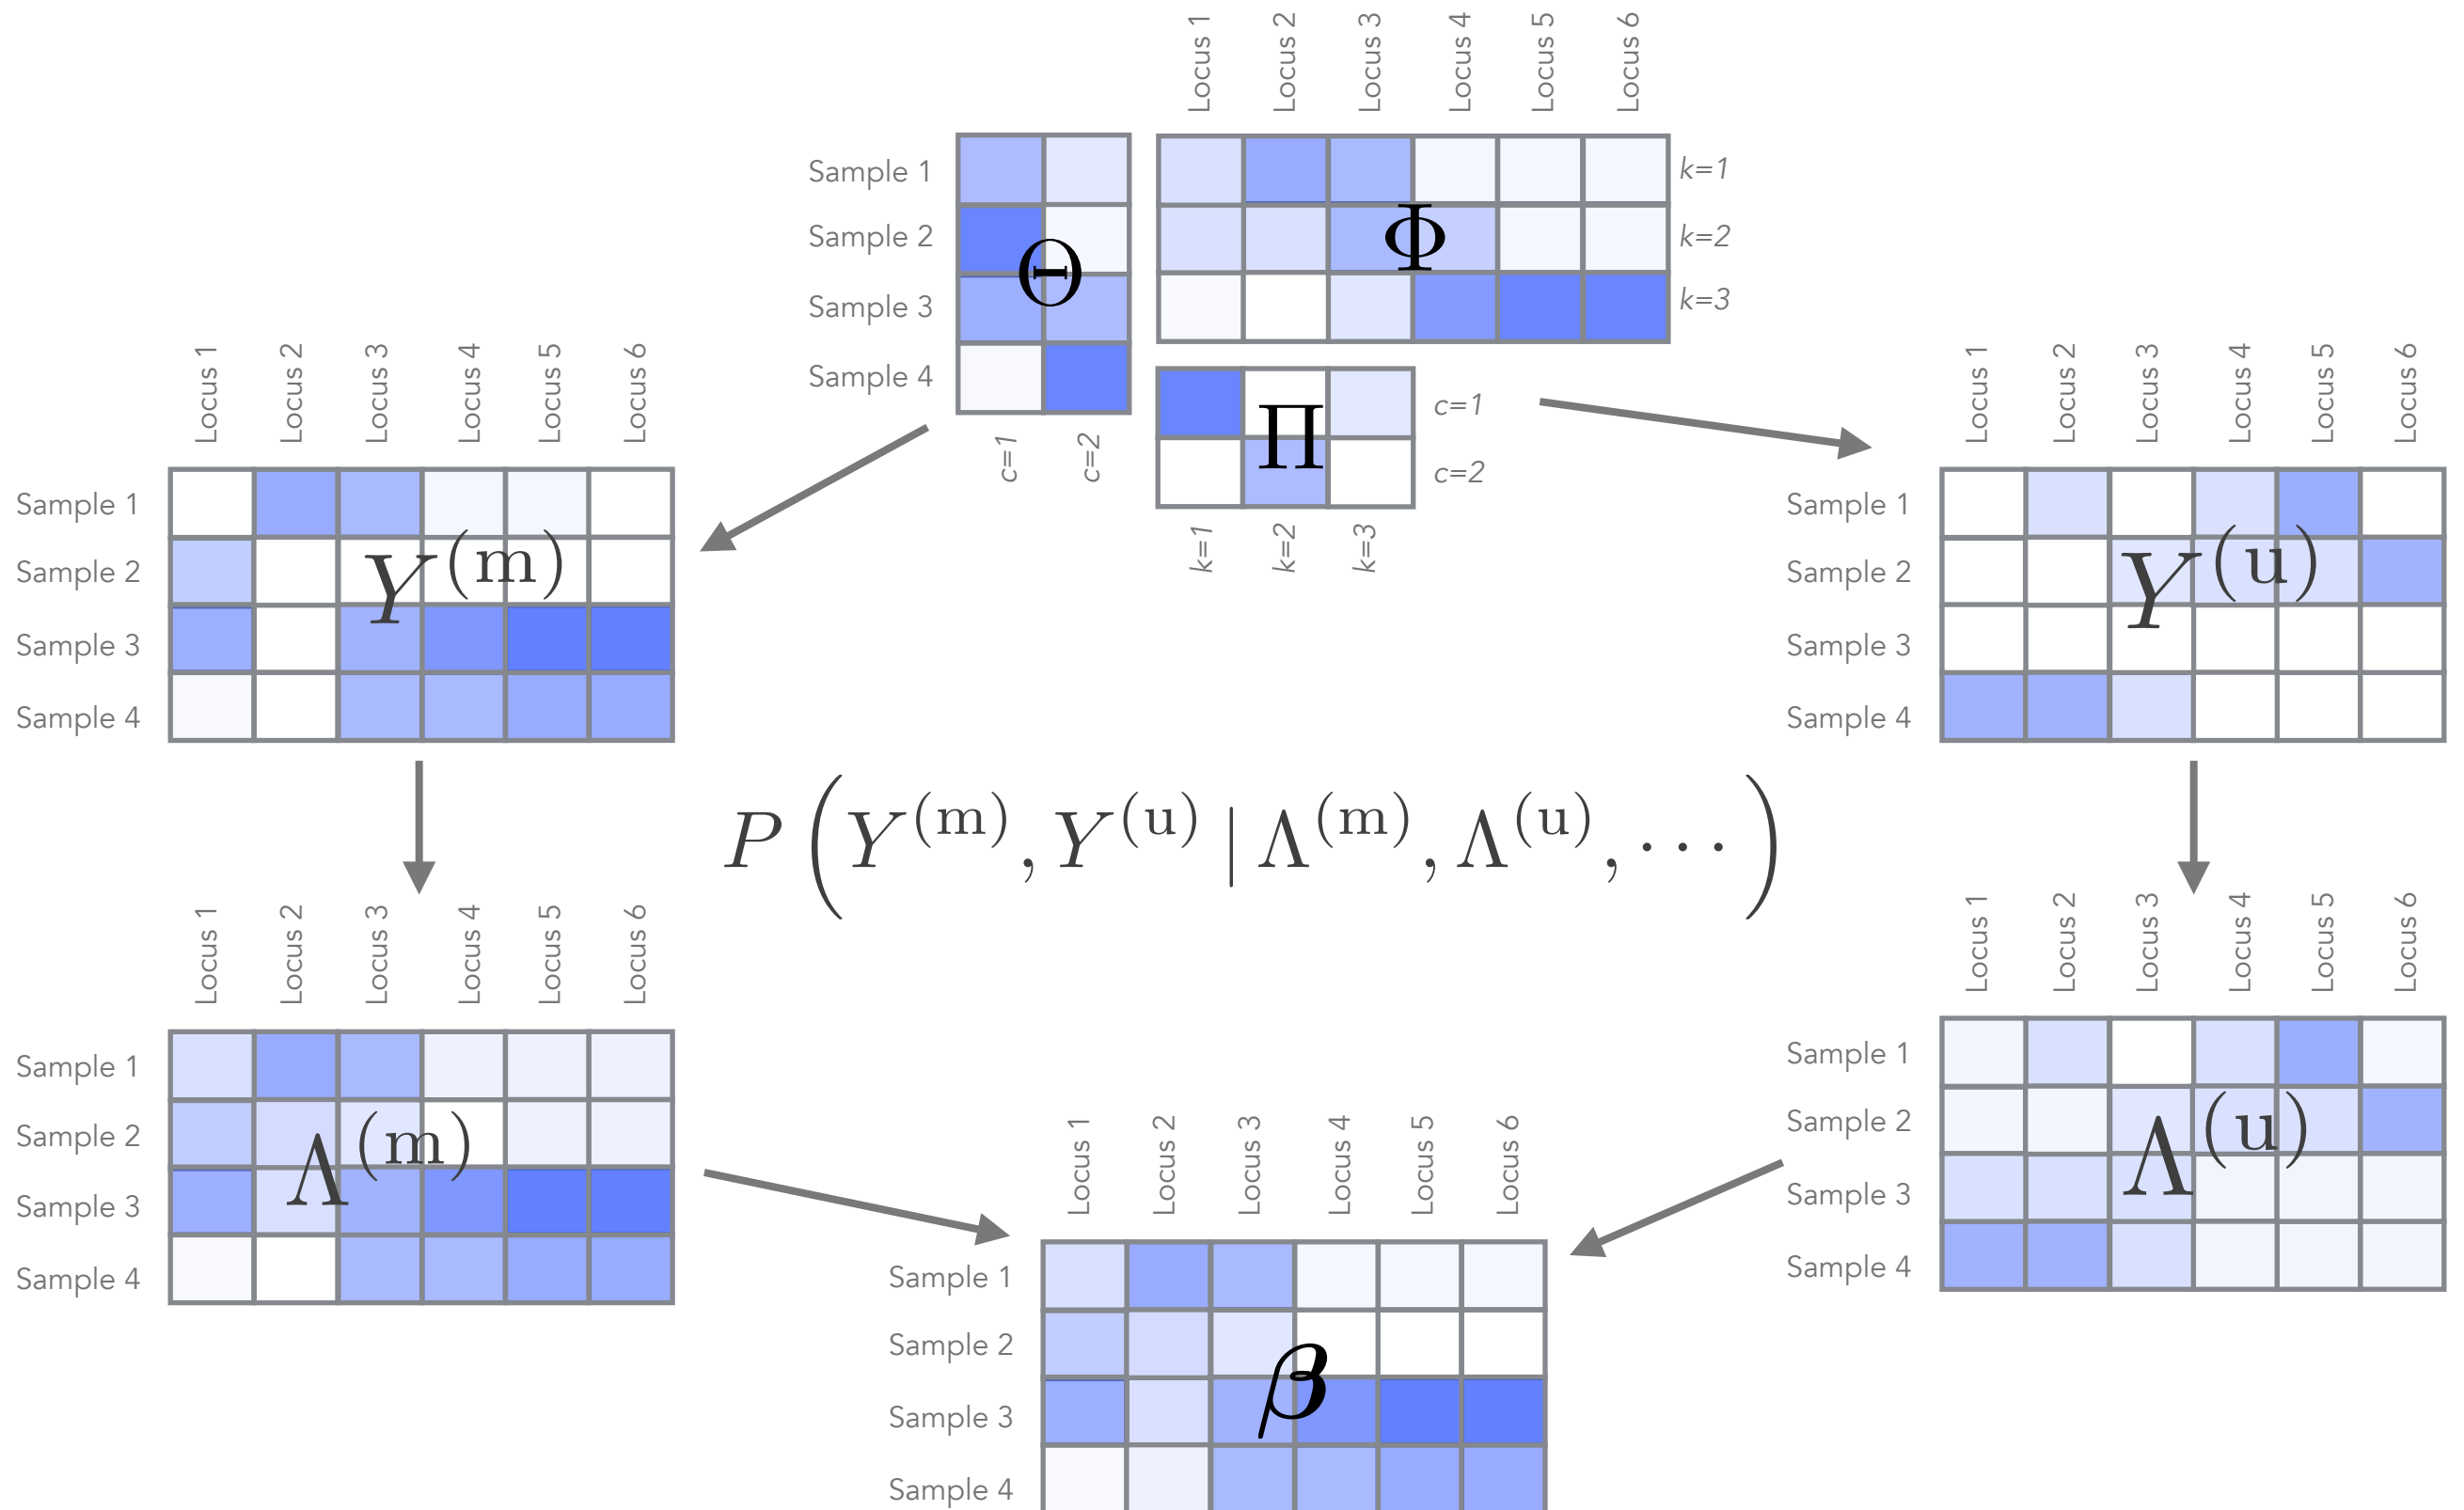 Locus 1 Locus 2 Locus 3 Locus 4 Locus 5 Locus 6
Sample 1
Sample 2
Sample 3
Sample 4
Θ
c=1 c=2
Φ
k=1
k=2
k=3
Π
c=1
c=2
k=1 k=2 k=3
Locus 1 Locus 2 Locus 3 Locus 4 Locus 5 Locus 6
Sample 1
Sample 2
Sample 3
Sample 4
Y^(m)
Locus 1 Locus 2 Locus 3 Locus 4 Locus 5 Locus 6
Sample 1
Sample 2
Sample 3
Sample 4
Y^(u)
P(Y^(m), Y^(u) | Λ^(m), Λ^(u), ⋯)
Locus 1 Locus 2 Locus 3 Locus 4 Locus 5 Locus 6
Sample 1
Sample 2
Sample 3
Sample 4
Λ^(m)
Locus 1 Locus 2 Locus 3 Locus 4 Locus 5 Locus 6
Sample 1
Sample 2
Sample 3
Sample 4
Λ^(u)
Locus 1 Locus 2 Locus 3 Locus 4 Locus 5 Locus 6
Sample 1
Sample 2
Sample 3
Sample 4
β